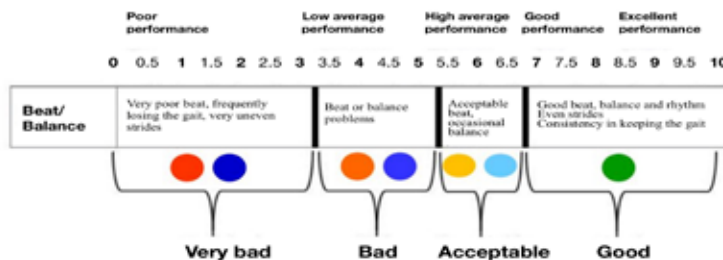 Poor performance
Low average performance
High average performance
Good performance
Excellent performance
0 0.5 1 1.5 2 2.5 3 3.5 4 4.5 5 5.5 6 6.5 7 7.5 8 8.5 9 9.5 10
Beat/
Balance
Very poor beat, frequently
losing the gait, very uneven
strides
Beat or balance
problems
Acceptable
beat,
occasional
balance
Good beat, balance and rhythm
Even strides
Consistency in keeping the gait
Very bad
Bad
Acceptable
Good